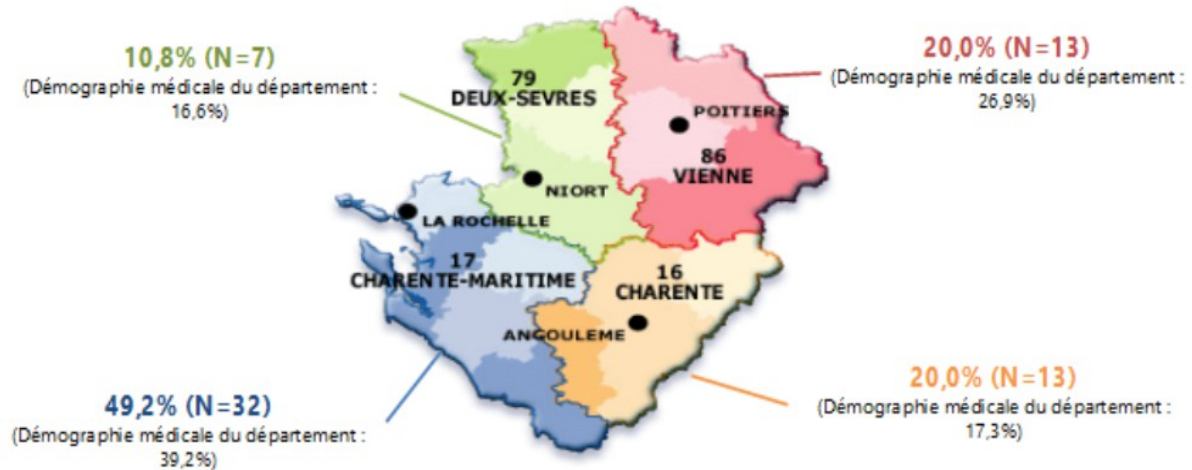 10,8% (N=7)
(Démographie médicale du département :
16,6%)
20,0% (N=13)
(Démographie médicale du département :
26,9%)
79
DEUX-SEVRES
POITIERS
86
VIENNE
NIORT
LA ROCHELLE
17
CHARENTE-MARITIME
16
CHARENTE
ANGOULEME
49,2% (N=32)
(Démographie médicale du département :
39,2%)
20,0% (N=13)
(Démographie médicale du département :
17,3%)